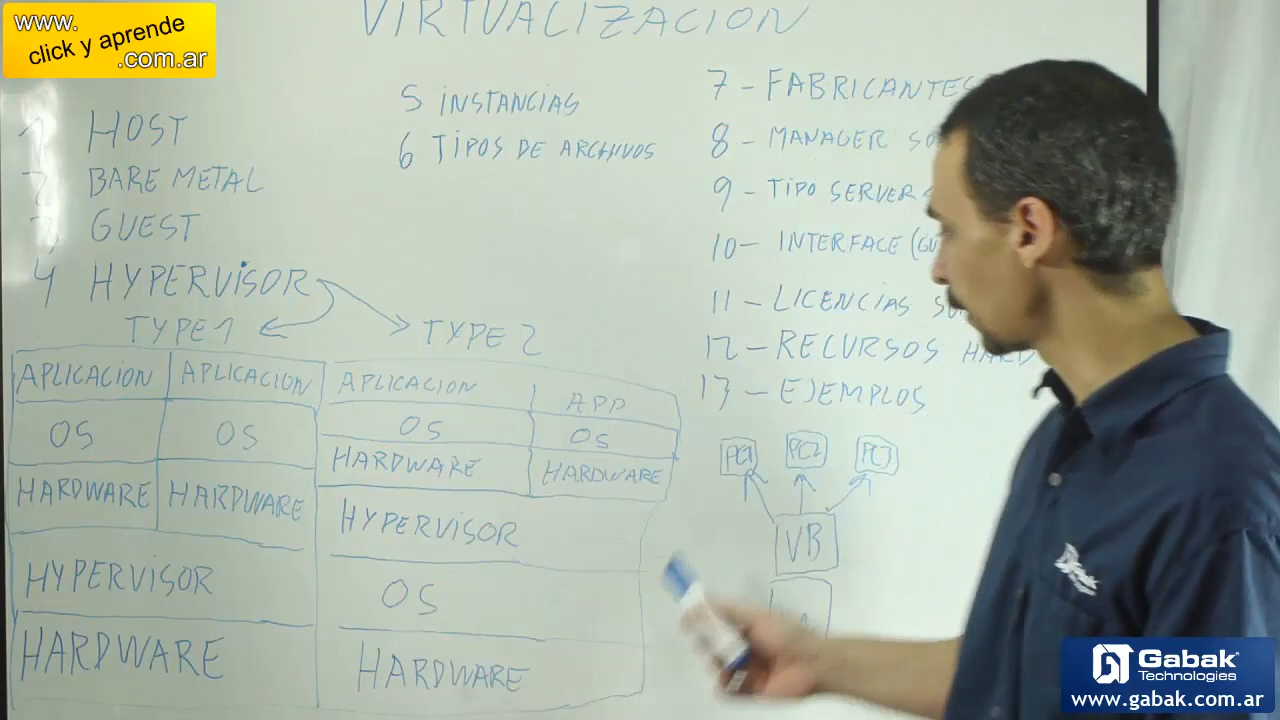 www.
click y aprende
.com.ar
VIRTUALIZACION
1 HOST
2 BARE METAL
3 GUEST
4 HYPERVISOR
TYPE 1
TYPE 2
5 INSTANCIAS
6 TIPOS DE ARCHIVOS
7 - FABRICANTES
8 - MANAGER
9 - TIPO SERVER
10 - INTERFACE
11 - LICENCIAS
12 - RECURSOS
13 - EJEMPLOS
APLICACION APLICACION
OS OS
HARDWARE HARDWARE
HYPERVISOR
HARDWARE
APLICACION APP
OS OS
HARDWARE HARDWARE
HYPERVISOR
OS
HARDWARE
PC1 PC2 PC3
VB
Gabak
Technologies
www.gabak.com.ar